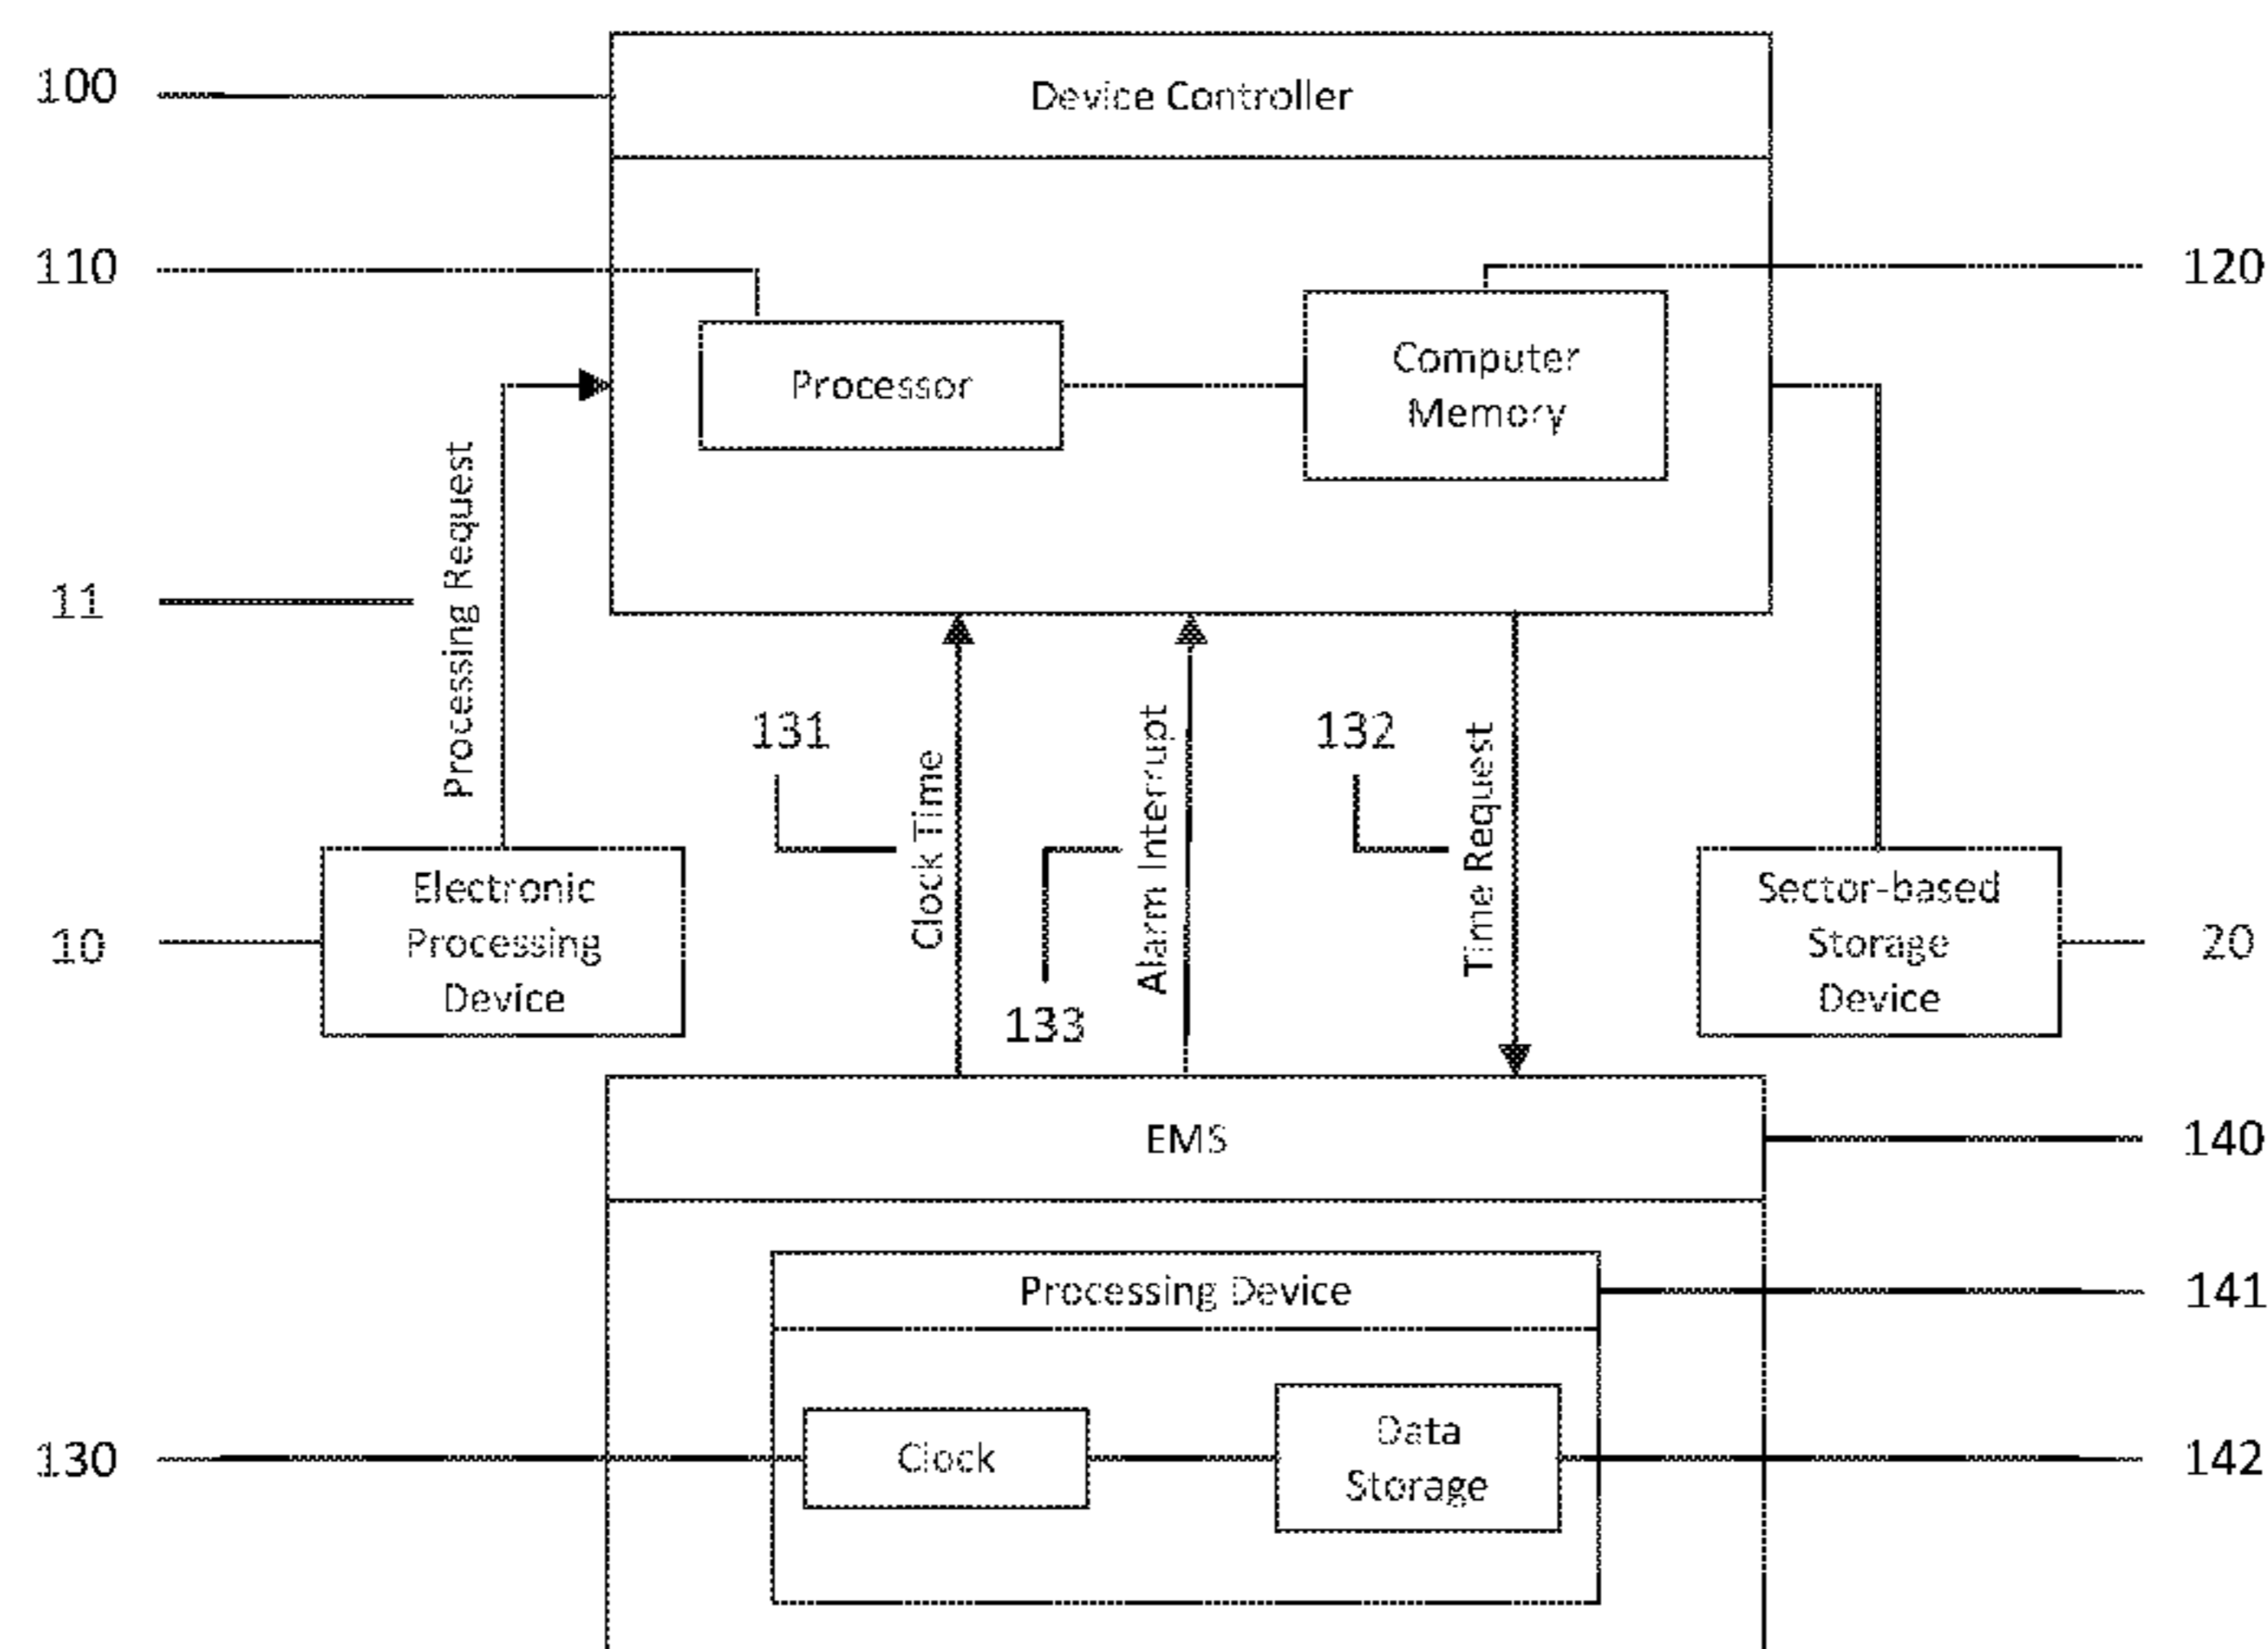 100
Device Controller
110
120
Processor
Computer
Memory
Processing Request
11
131
Clock Time
133
Alarm Interrupt
132
Time Request
10
Electronic
Processing
Device
Sector-based
Storage
Device
20
EMS
140
Processing Device
141
130
Clock
Data
Storage
142